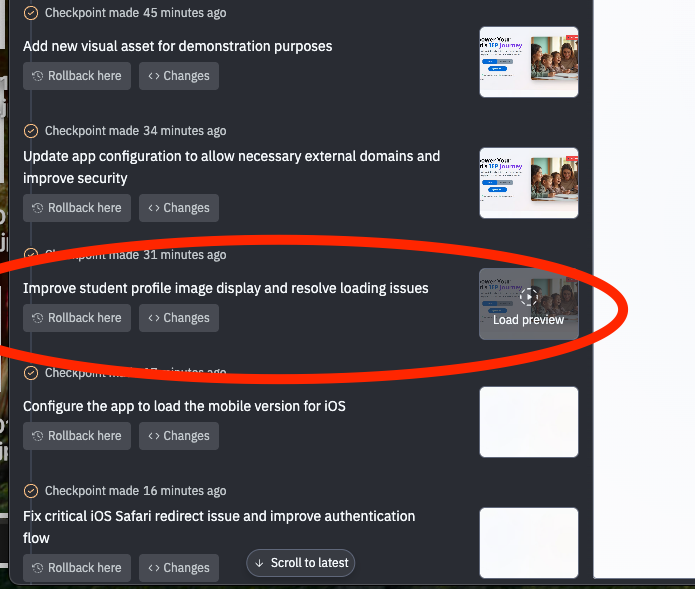 Checkpoint made 45 minutes ago
Add new visual asset for demonstration purposes
Rollback here
Changes
Checkpoint made 34 minutes ago
Update app configuration to allow necessary external domains and
improve security
Rollback here
Changes
Checkpoint made 31 minutes ago
Improve student profile image display and resolve loading issues
Rollback here
Changes
Load preview
Checkpoint made 17 minutes ago
Configure the app to load the mobile version for iOS
Rollback here
Changes
Checkpoint made 16 minutes ago
Fix critical iOS Safari redirect issue and improve authentication
flow
Rollback here
Changes
Scroll to latest